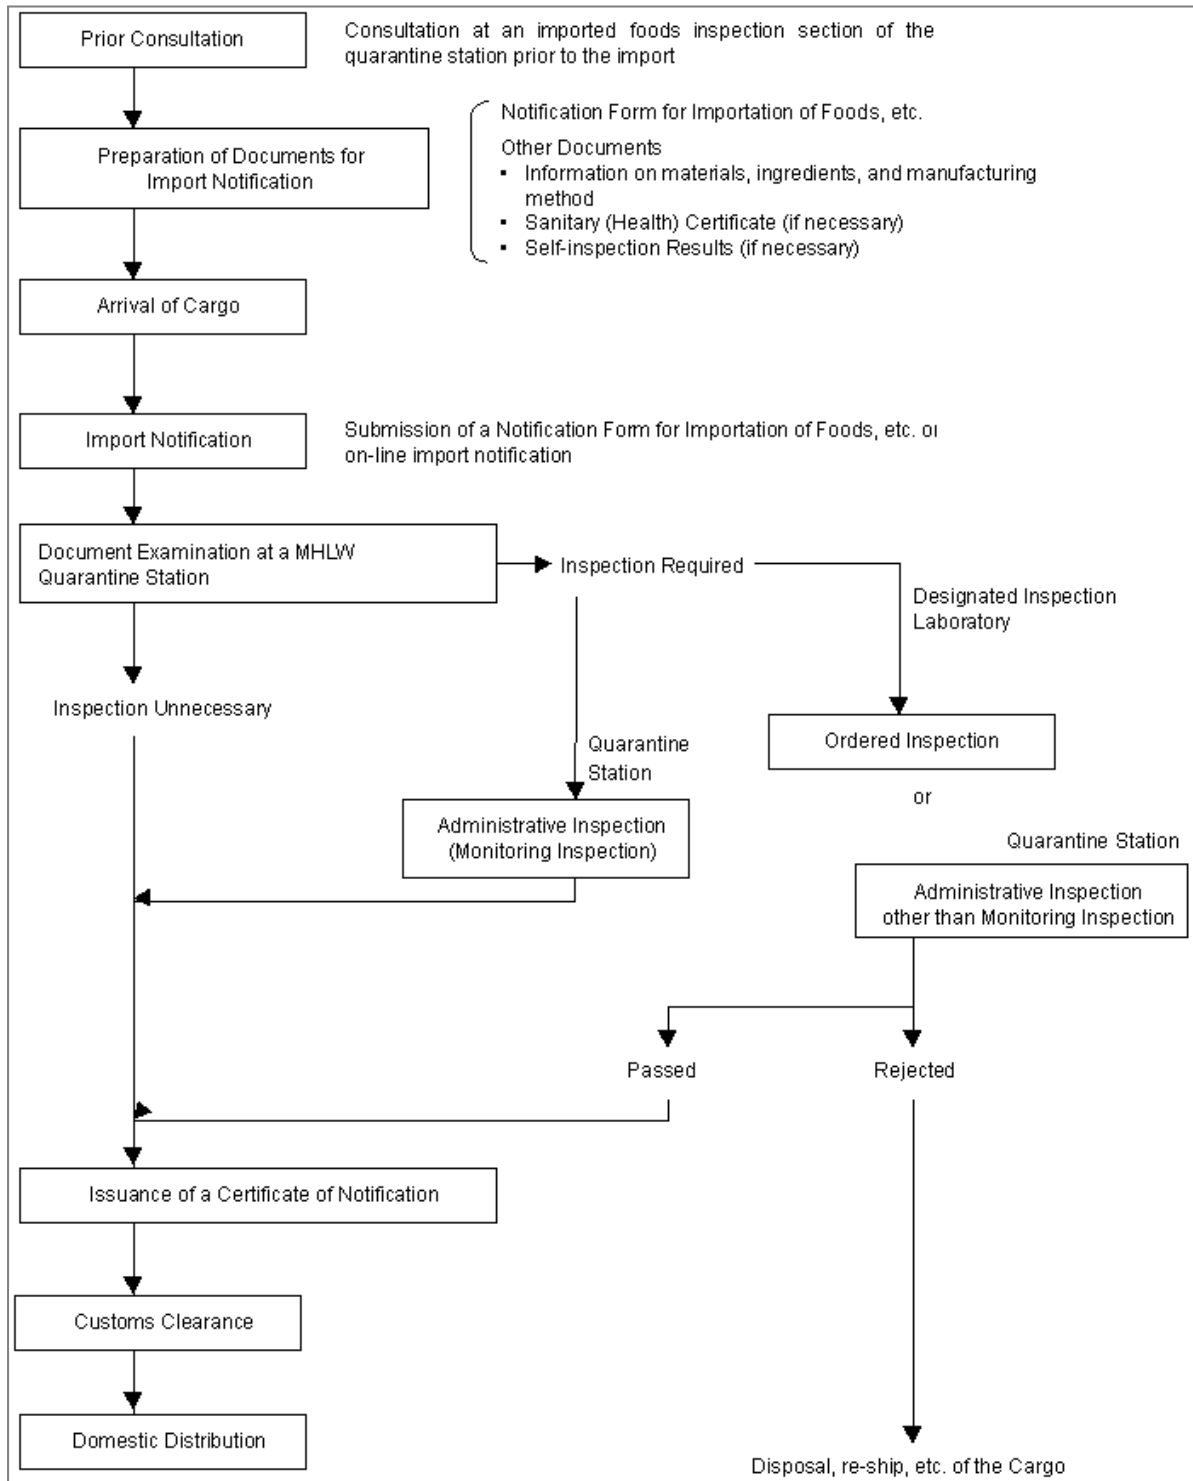 Prior Consultation
Consultation at an imported foods inspection section of the
quarantine station prior to the import
Notification Form for Importation of Foods, etc.
Other Documents
▪ Information on materials, ingredients, and manufacturing
method
▪ Sanitary (Health) Certificate (if necessary)
▪ Self-inspection Results (if necessary)
Preparation of Documents for
Import Notification
Arrival of Cargo
Import Notification
Submission of a Notification Form for Importation of Foods, etc. or
on-line import notification
Document Examination at a MHLW
Quarantine Station
Inspection Required
Designated Inspection
Laboratory
Inspection Unnecessary
Quarantine
Station
Ordered Inspection
or
Administrative Inspection
(Monitoring Inspection)
Quarantine Station
Administrative Inspection
other than Monitoring Inspection
Passed
Rejected
Issuance of a Certificate of Notification
Customs Clearance
Domestic Distribution
Disposal, re-ship, etc. of the Cargo